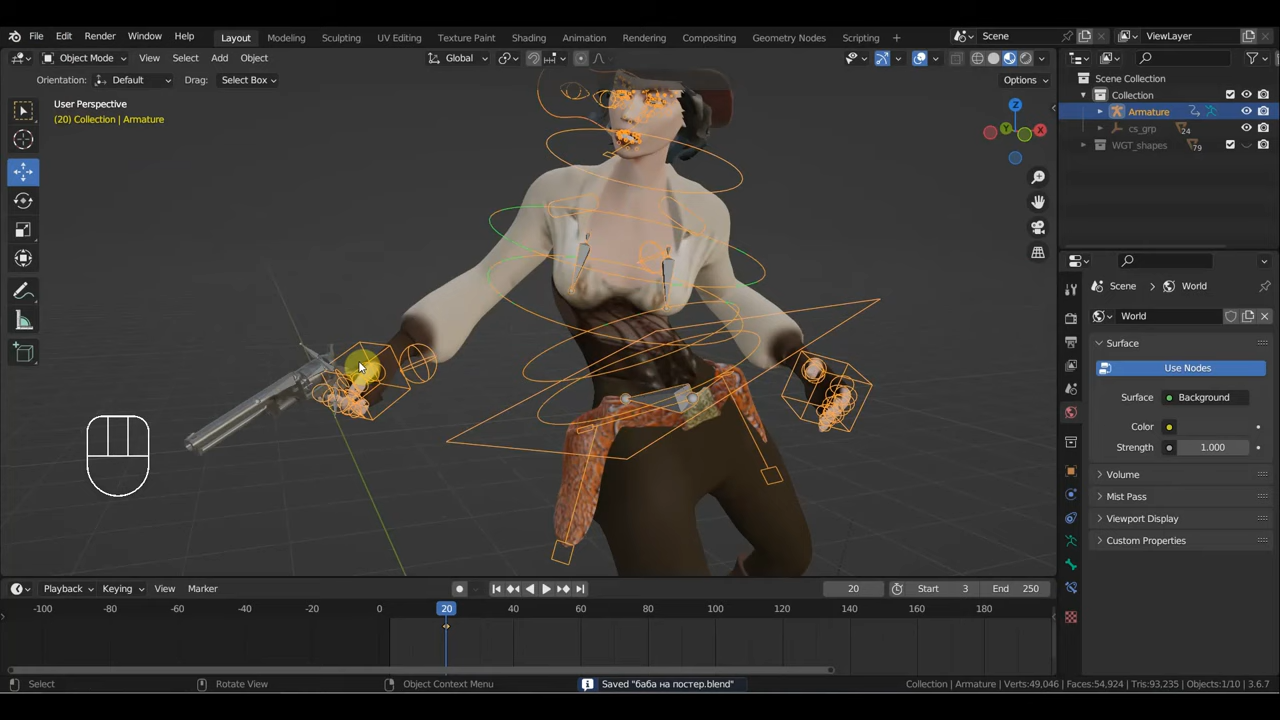 File Edit Render Window Help Layout Modeling Sculpting UV Editing Texture Paint Shading Animation Rendering Compositing Geometry Nodes Scripting + Scene ViewLayer
Object Mode View Select Add Object Global
Orientation: Default Drag: Select Box Options
User Perspective
(20) Collection | Armature
Z
Y
X
Scene Collection
Collection
Armature
cs_grp 24
WGT_shapes 79
Scene World
World
Surface
Use Nodes
Surface Background
Color
Strength 1.000
Volume
Mist Pass
Viewport Display
Custom Properties
Playback Keying View Marker 20 Start 3 End 250
-100 -80 -60 -40 -20 0 20 40 60 80 100 120 140 160 180
Select Rotate View Object Context Menu Saved "баба на постер.blend" Collection | Armature | Verts:49,046 | Faces:54,924 | Tris:93,235 | Objects:1/10 | 3.6.7